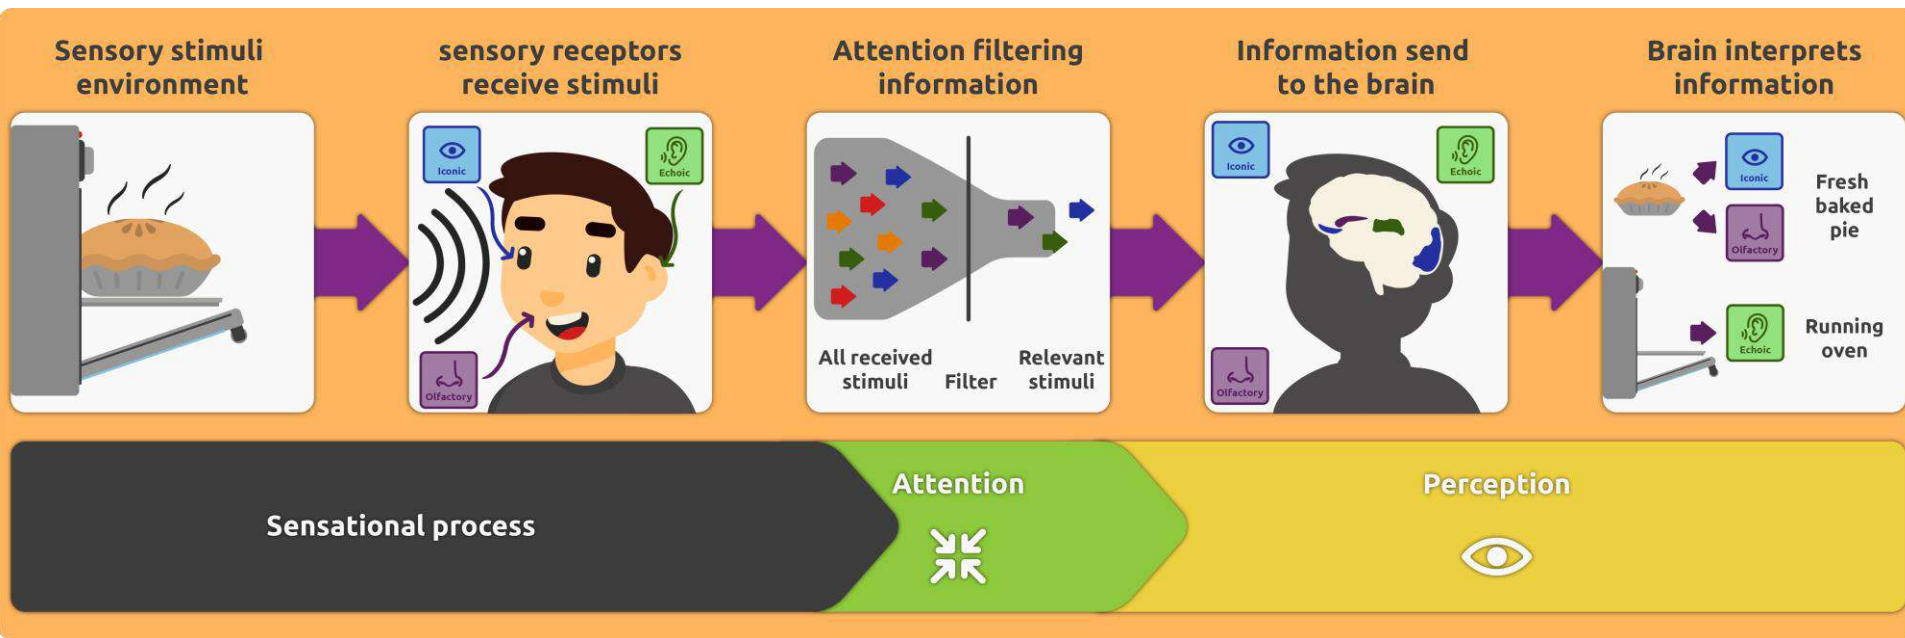 Sensory stimuli
environment
sensory receptors
receive stimuli
Attention filtering
information
Information send
to the brain
Brain interprets
information
Iconic
Echoic
Olfactory
All received
stimuli
Filter
Relevant
stimuli
Iconic
Echoic
Olfactory
Iconic
Olfactory
Fresh
baked
pie
Echoic
Running
oven
Sensational process
Attention
Perception